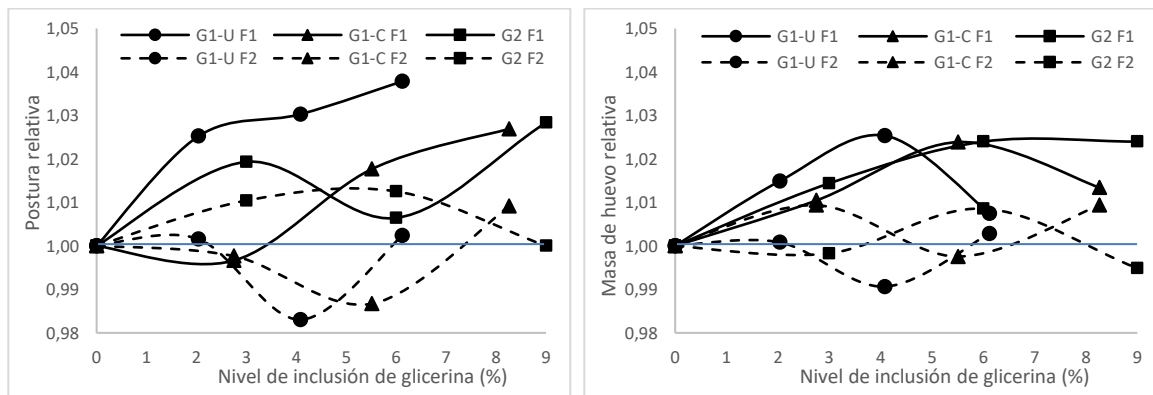 1,05
G1-U F1 G1-C F1 G2 F1
G1-U F2 G1-C F2 G2 F2
1,04
1,03
1,02
1,01
1,00
0,99
0,98
Postura relativa
0 1 2 3 4 5 6 7 8 9
Nivel de inclusión de glicerina (%)
1,05
G1-U F1 G1-C F1 G2 F1
G1-U F2 G1-C F2 G2 F2
1,04
1,03
1,02
1,01
1,00
0,99
0,98
Masa de huevo relativa
0 1 2 3 4 5 6 7 8 9
Nivel de inclusión de glicerina (%)